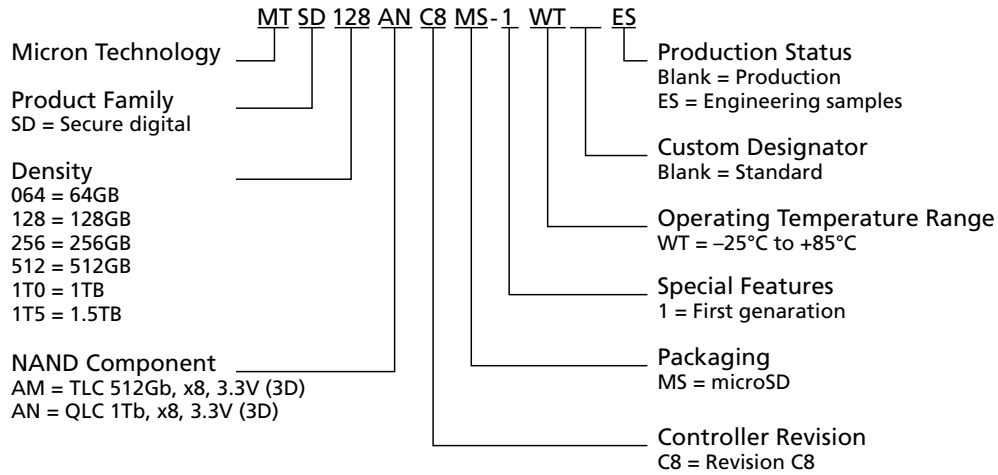 MT SD 128 AN C8 MS-1 WT __ ES
Micron Technology
Product Family
SD = Secure digital
Density
064 = 64GB
128 = 128GB
256 = 256GB
512 = 512GB
1T0 = 1TB
1T5 = 1.5TB
NAND Component
AM = TLC 512Gb, x8, 3.3V (3D)
AN = QLC 1Tb, x8, 3.3V (3D)
Production Status
Blank = Production
ES = Engineering samples
Custom Designator
Blank = Standard
Operating Temperature Range
WT = –25°C to +85°C
Special Features
1 = First genaration
Packaging
MS = microSD
Controller Revision
C8 = Revision C8